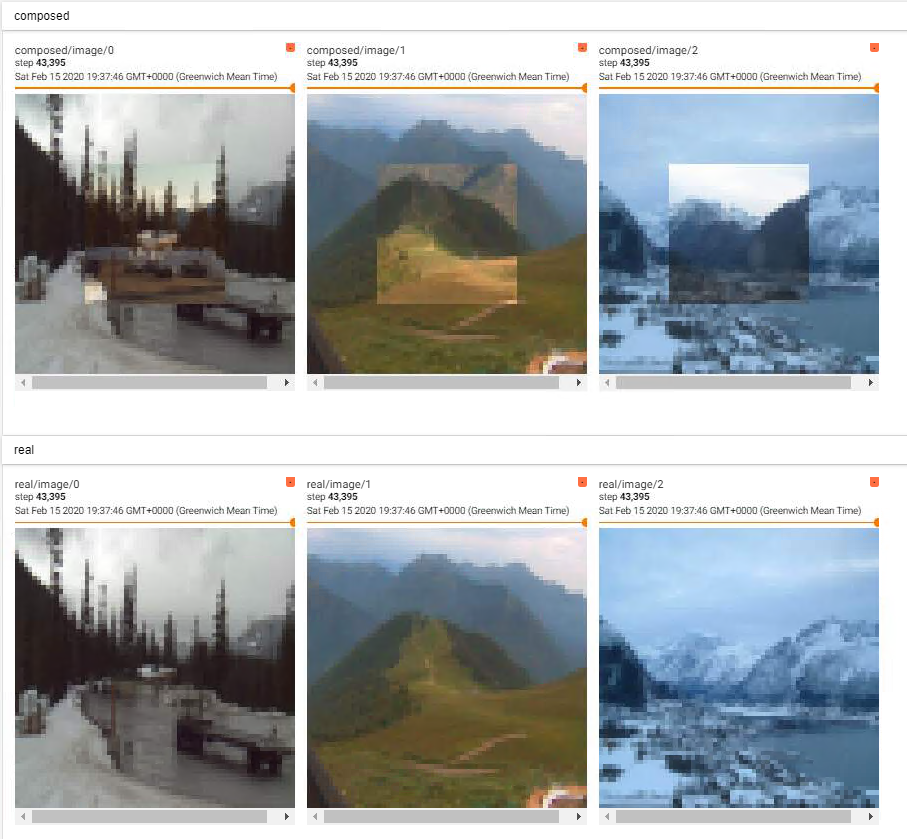 composed
composed/image/0
step 43,395
Sat Feb 15 2020 19:37:46 GMT+0000 (Greenwich Mean Time)
composed/image/1
step 43,395
Sat Feb 15 2020 19:37:46 GMT+0000 (Greenwich Mean Time)
composed/image/2
step 43,395
Sat Feb 15 2020 19:37:46 GMT+0000 (Greenwich Mean Time)
real
real/image/0
step 43,395
Sat Feb 15 2020 19:37:46 GMT+0000 (Greenwich Mean Time)
real/image/1
step 43,395
Sat Feb 15 2020 19:37:46 GMT+0000 (Greenwich Mean Time)
real/image/2
step 43,395
Sat Feb 15 2020 19:37:46 GMT+0000 (Greenwich Mean Time)